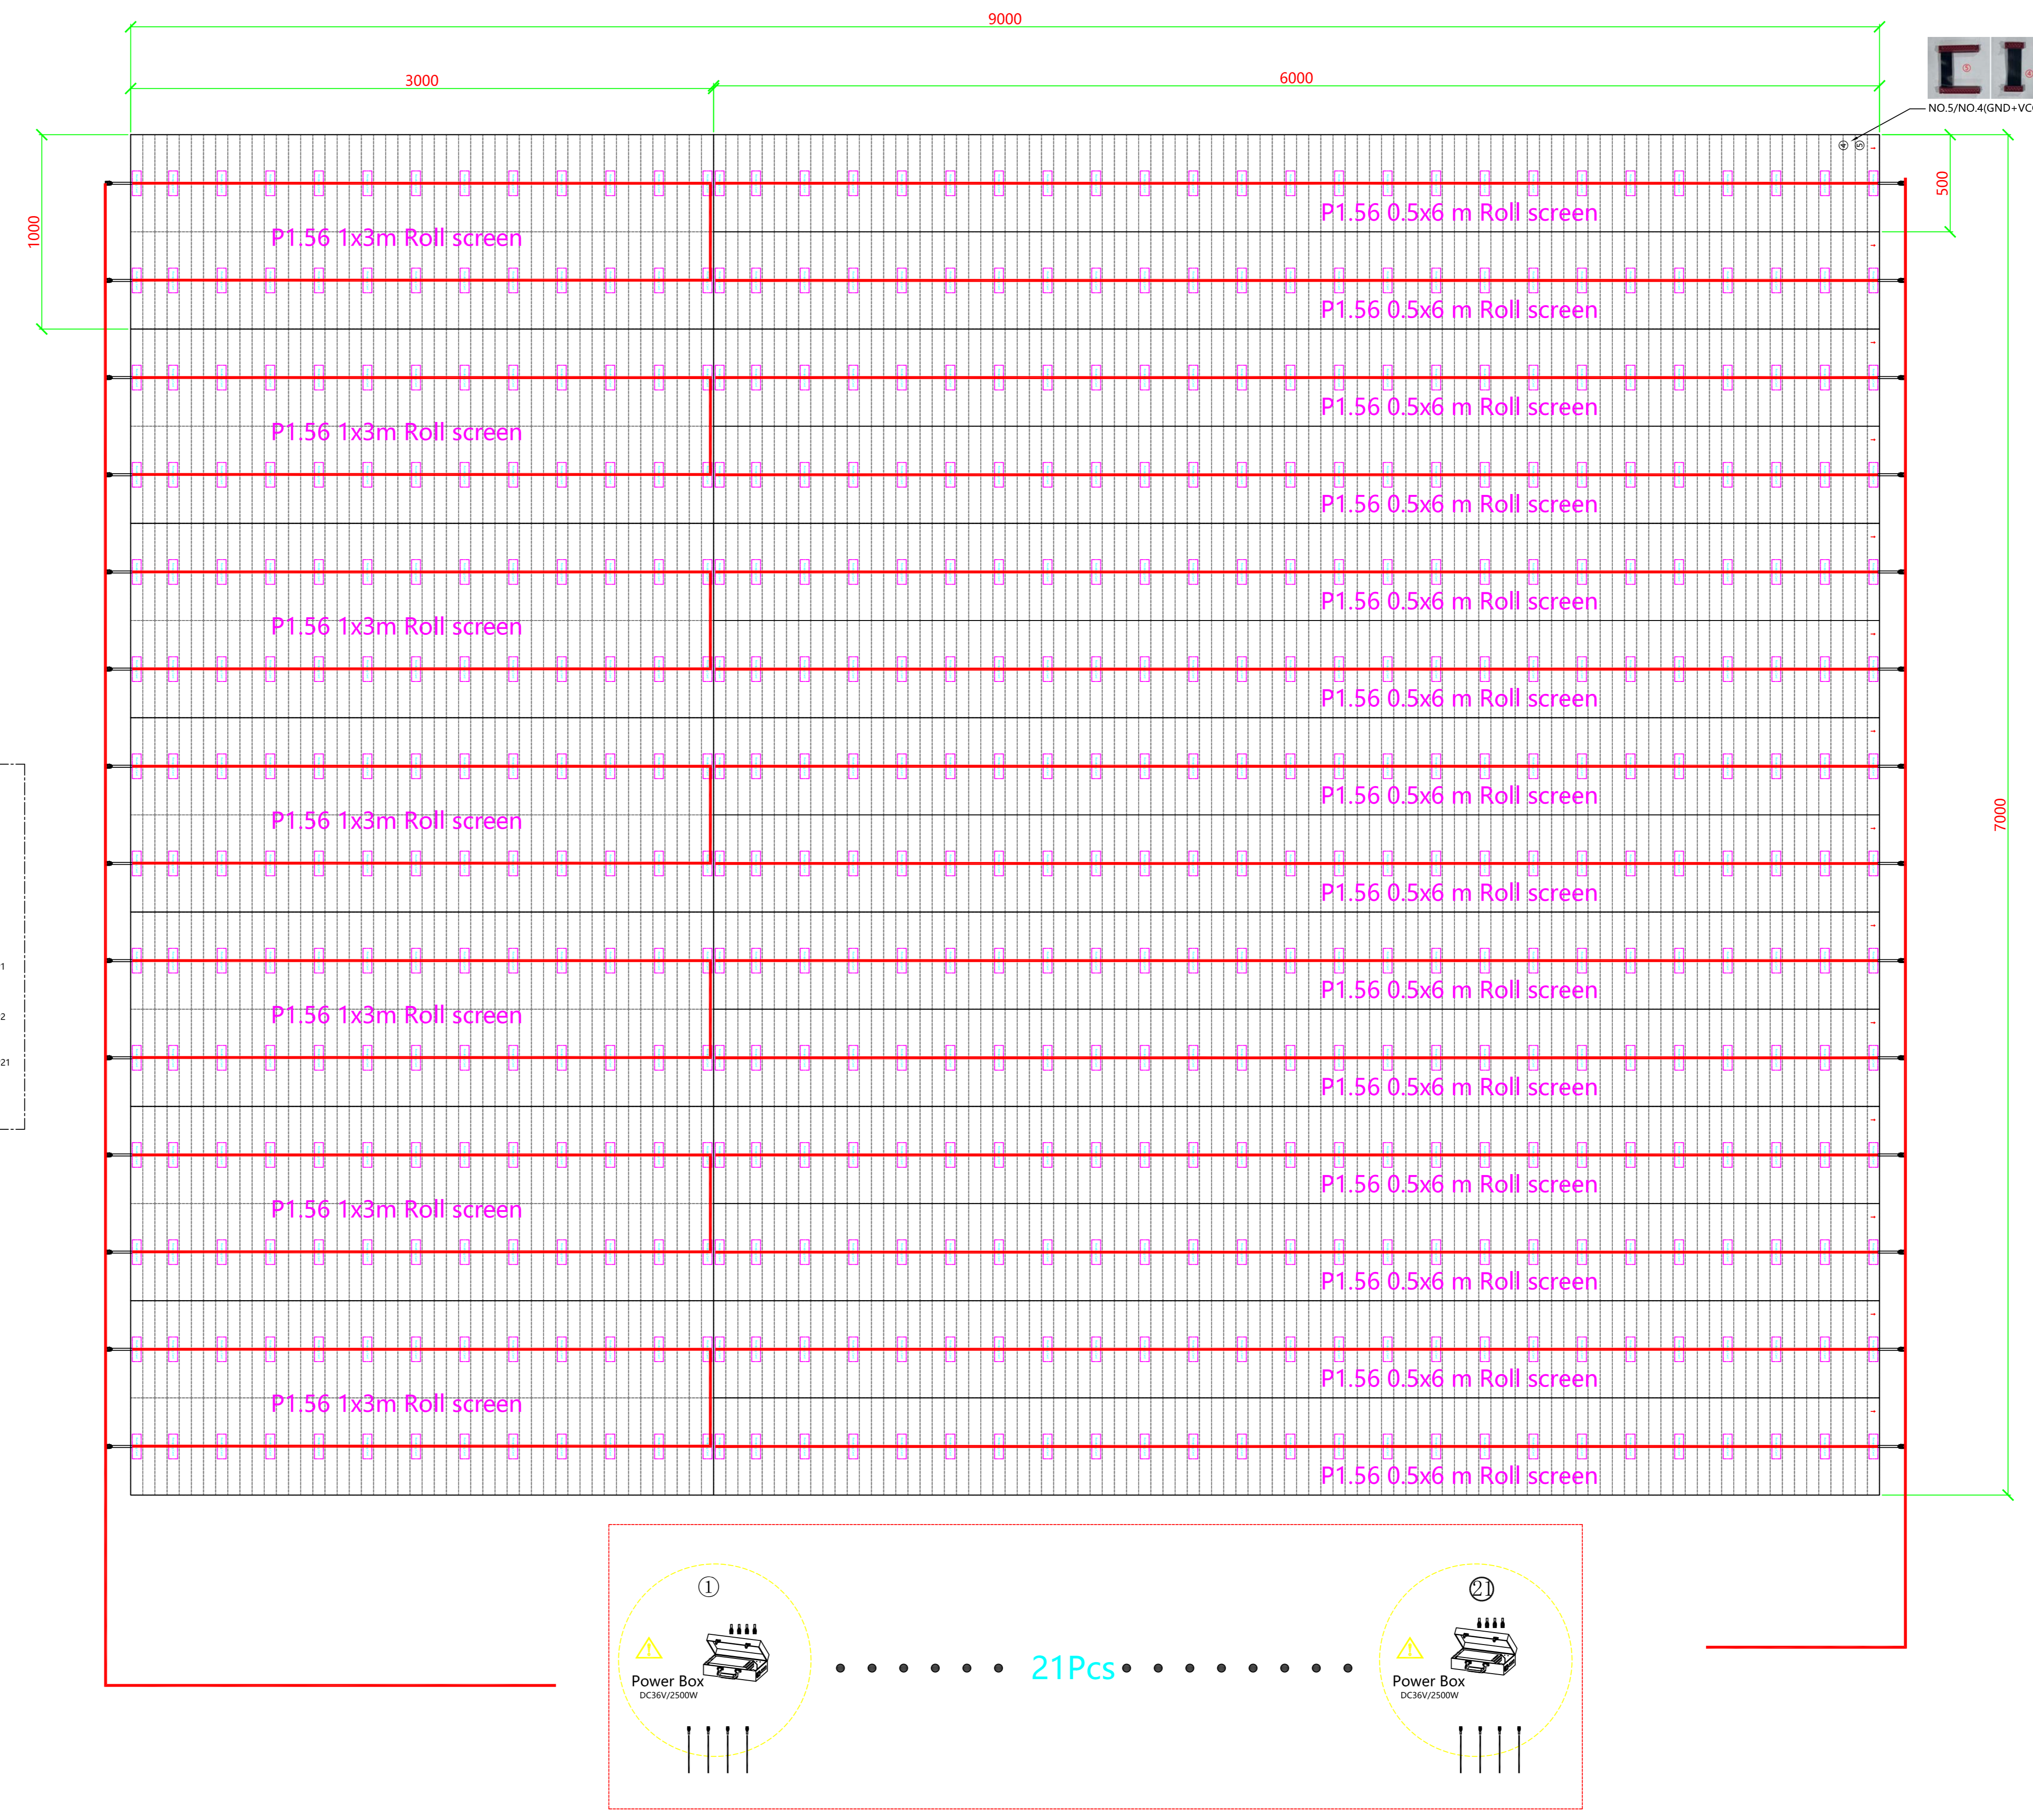 9000
3000
6000
⑤
④
NO.5/NO.4(GND+VC
④ ⑤
1000
500
P1.56 0.5x6 m Roll screen
P1.56 1x3m Roll screen
P1.56 0.5x6 m Roll screen
P1.56 0.5x6 m Roll screen
P1.56 1x3m Roll screen
P1.56 0.5x6 m Roll screen
P1.56 0.5x6 m Roll screen
P1.56 1x3m Roll screen
P1.56 0.5x6 m Roll screen
P1.56 0.5x6 m Roll screen
7000
P1.56 1x3m Roll screen
P1.56 0.5x6 m Roll screen
1
P1.56 0.5x6 m Roll screen
P1.56 1x3m Roll screen
2
21
P1.56 0.5x6 m Roll screen
P1.56 0.5x6 m Roll screen
P1.56 1x3m Roll screen
P1.56 0.5x6 m Roll screen
P1.56 0.5x6 m Roll screen
P1.56 1x3m Roll screen
P1.56 0.5x6 m Roll screen
①
㉑
21Pcs
Power Box
DC36V/2500W
Power Box
DC36V/2500W